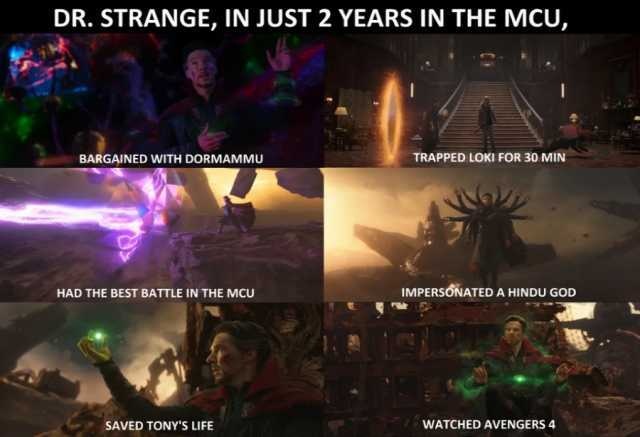 DR. STRANGE, IN JUST 2 YEARS IN THE MCU,
BARGAINED WITH DORMAMMU
TRAPPED LOKI FOR 30 MIN
HAD THE BEST BATTLE IN THE MCU
IMPERSONATED A HINDU GOD
SAVED TONY'S LIFE
WATCHED AVENGERS 4